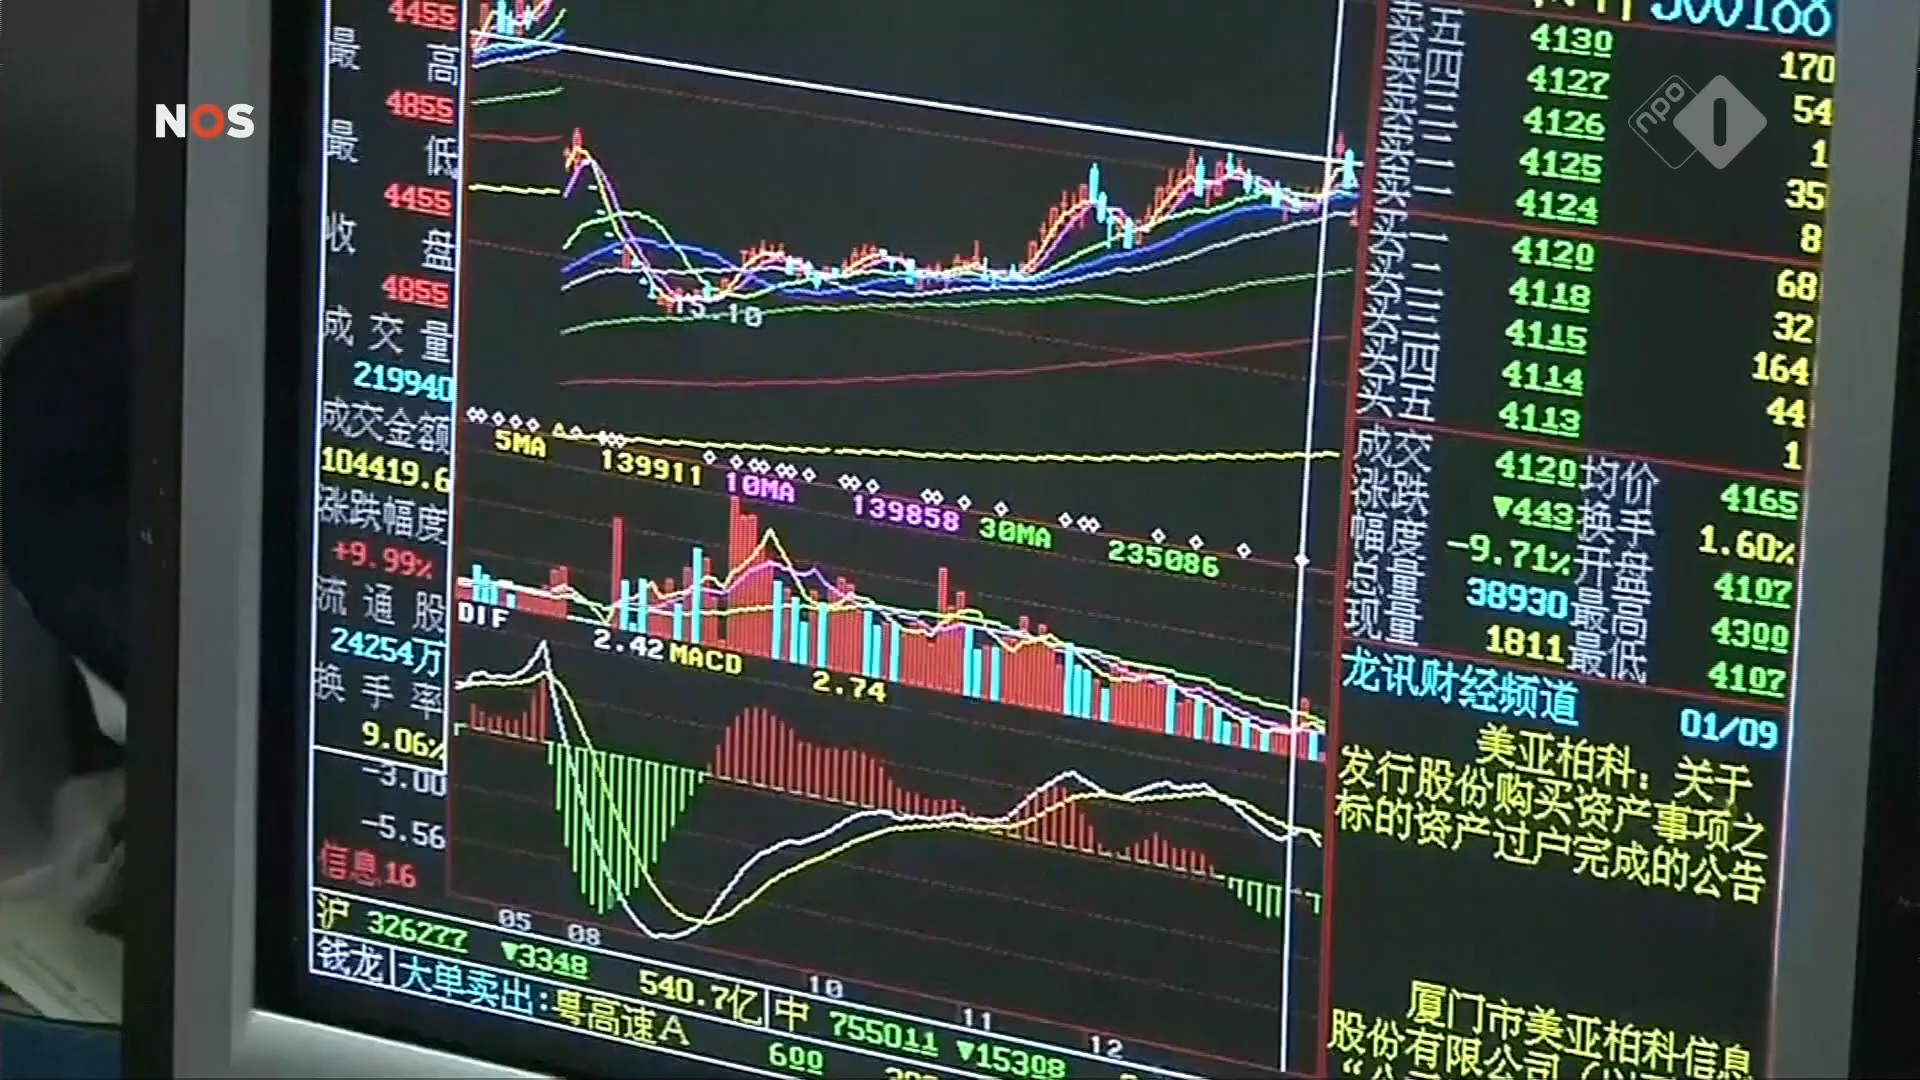 NOS
npo 1
4455
最 高
4855
最 低
4455
收 盘
4855
成 交 量
219940
成交金额
104419.6
涨跌幅度
+9.99%
流 通 股
24254万
换 手 率
9.06%
-3.00
-5.56
信息16
15.10
5MA 139911 10MA 139858 30MA 235086
DIF 2.42 MACD 2.74
05 08 10 11 12
300188
卖五 4130 170
卖四 4127 54
卖三 4126 1
卖二 4125 35
卖一 4124 8
买一 4120 68
买二 4118 32
买三 4115 164
买四 4114 44
买五 4113 1
成交 4120 均价 4165
涨跌 ▼443 换手 1.60%
幅度 -9.71% 开盘 4107
总量 38930 最高 4300
现量 1811 最低 4107
龙讯财经频道 01/09
美亚柏科：关于
发行股份购买资产事项之
标的资产过户完成的公告
厦门市美亚柏科信息
股份有限公司
沪 326277 ▼3348 540.7亿 中 755011 ▼15308
钱龙 大单卖出:粤高速A 600